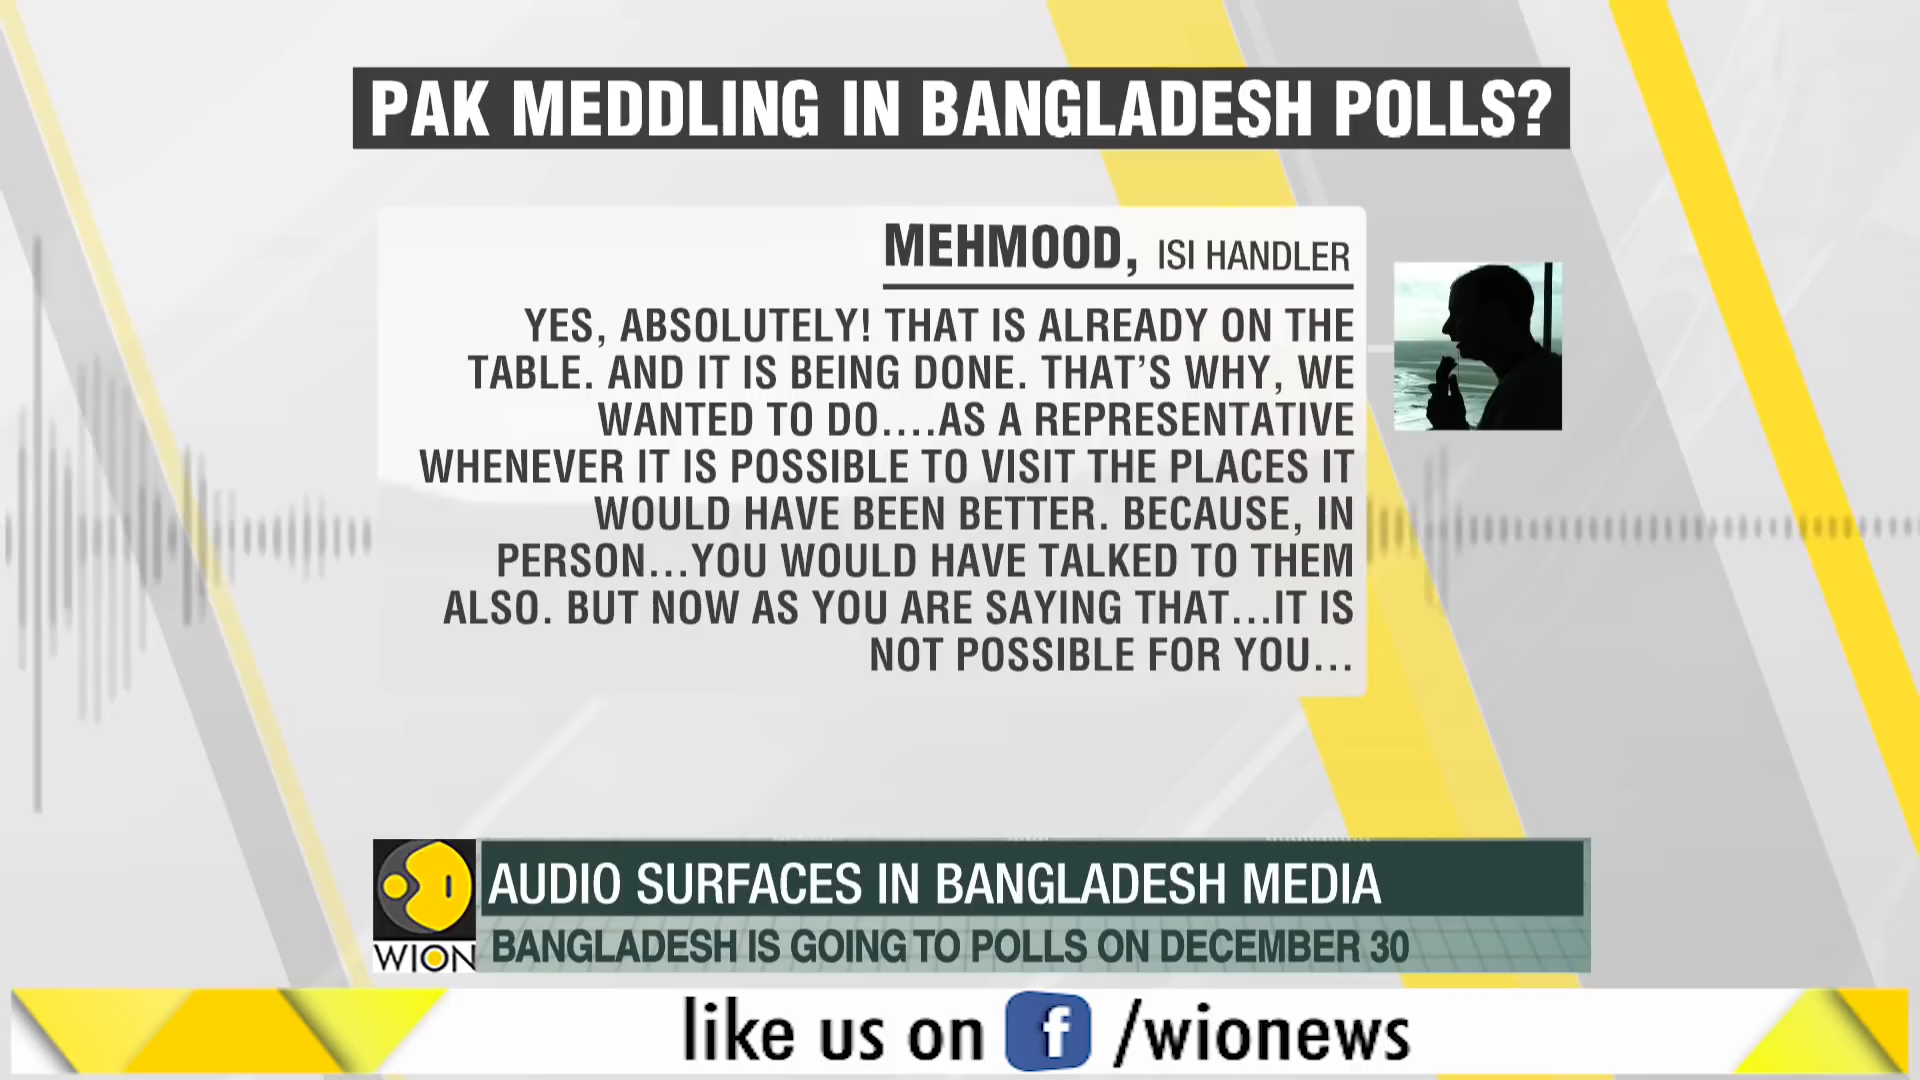 PAK MEDDLING IN BANGLADESH POLLS?
MEHMOOD, ISI HANDLER
YES, ABSOLUTELY! THAT IS ALREADY ON THE
TABLE. AND IT IS BEING DONE. THAT'S WHY, WE
WANTED TO DO....AS A REPRESENTATIVE
WHENEVER IT IS POSSIBLE TO VISIT THE PLACES IT
WOULD HAVE BEEN BETTER. BECAUSE, IN
PERSON...YOU WOULD HAVE TALKED TO THEM
ALSO. BUT NOW AS YOU ARE SAYING THAT...IT IS
NOT POSSIBLE FOR YOU...
AUDIO SURFACES IN BANGLADESH MEDIA
WION
BANGLADESH IS GOING TO POLLS ON DECEMBER 30
like us on f /wionews